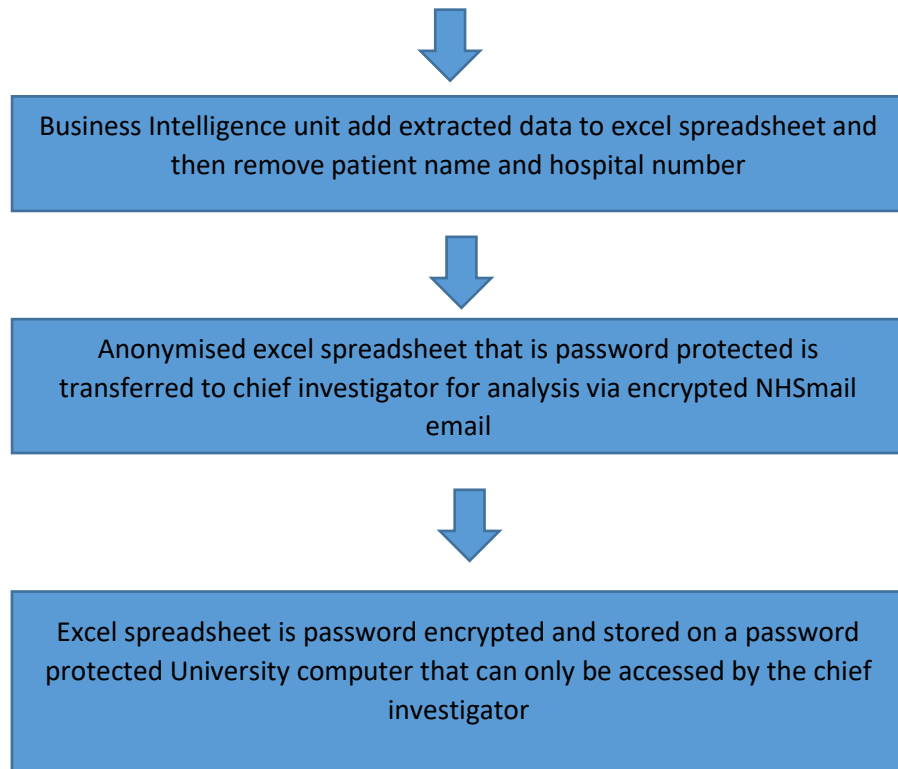 Business Intelligence unit add extracted data to excel spreadsheet and
then remove patient name and hospital number
Anonymised excel spreadsheet that is password protected is
transferred to chief investigator for analysis via encrypted NHSmail
email
Excel spreadsheet is password encrypted and stored on a password
protected University computer that can only be accessed by the chief
investigator